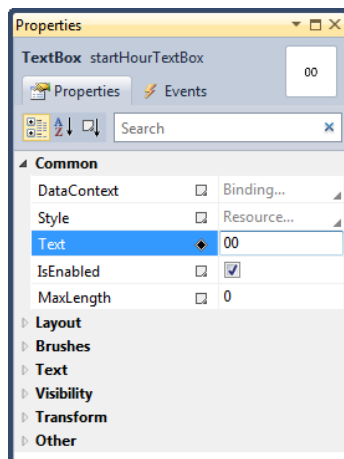 Properties
TextBox startHourTextBox
00
Properties Events
Search
Common
DataContext Binding...
Style Resource...
Text 00
IsEnabled
MaxLength 0
Layout
Brushes
Text
Visibility
Transform
Other